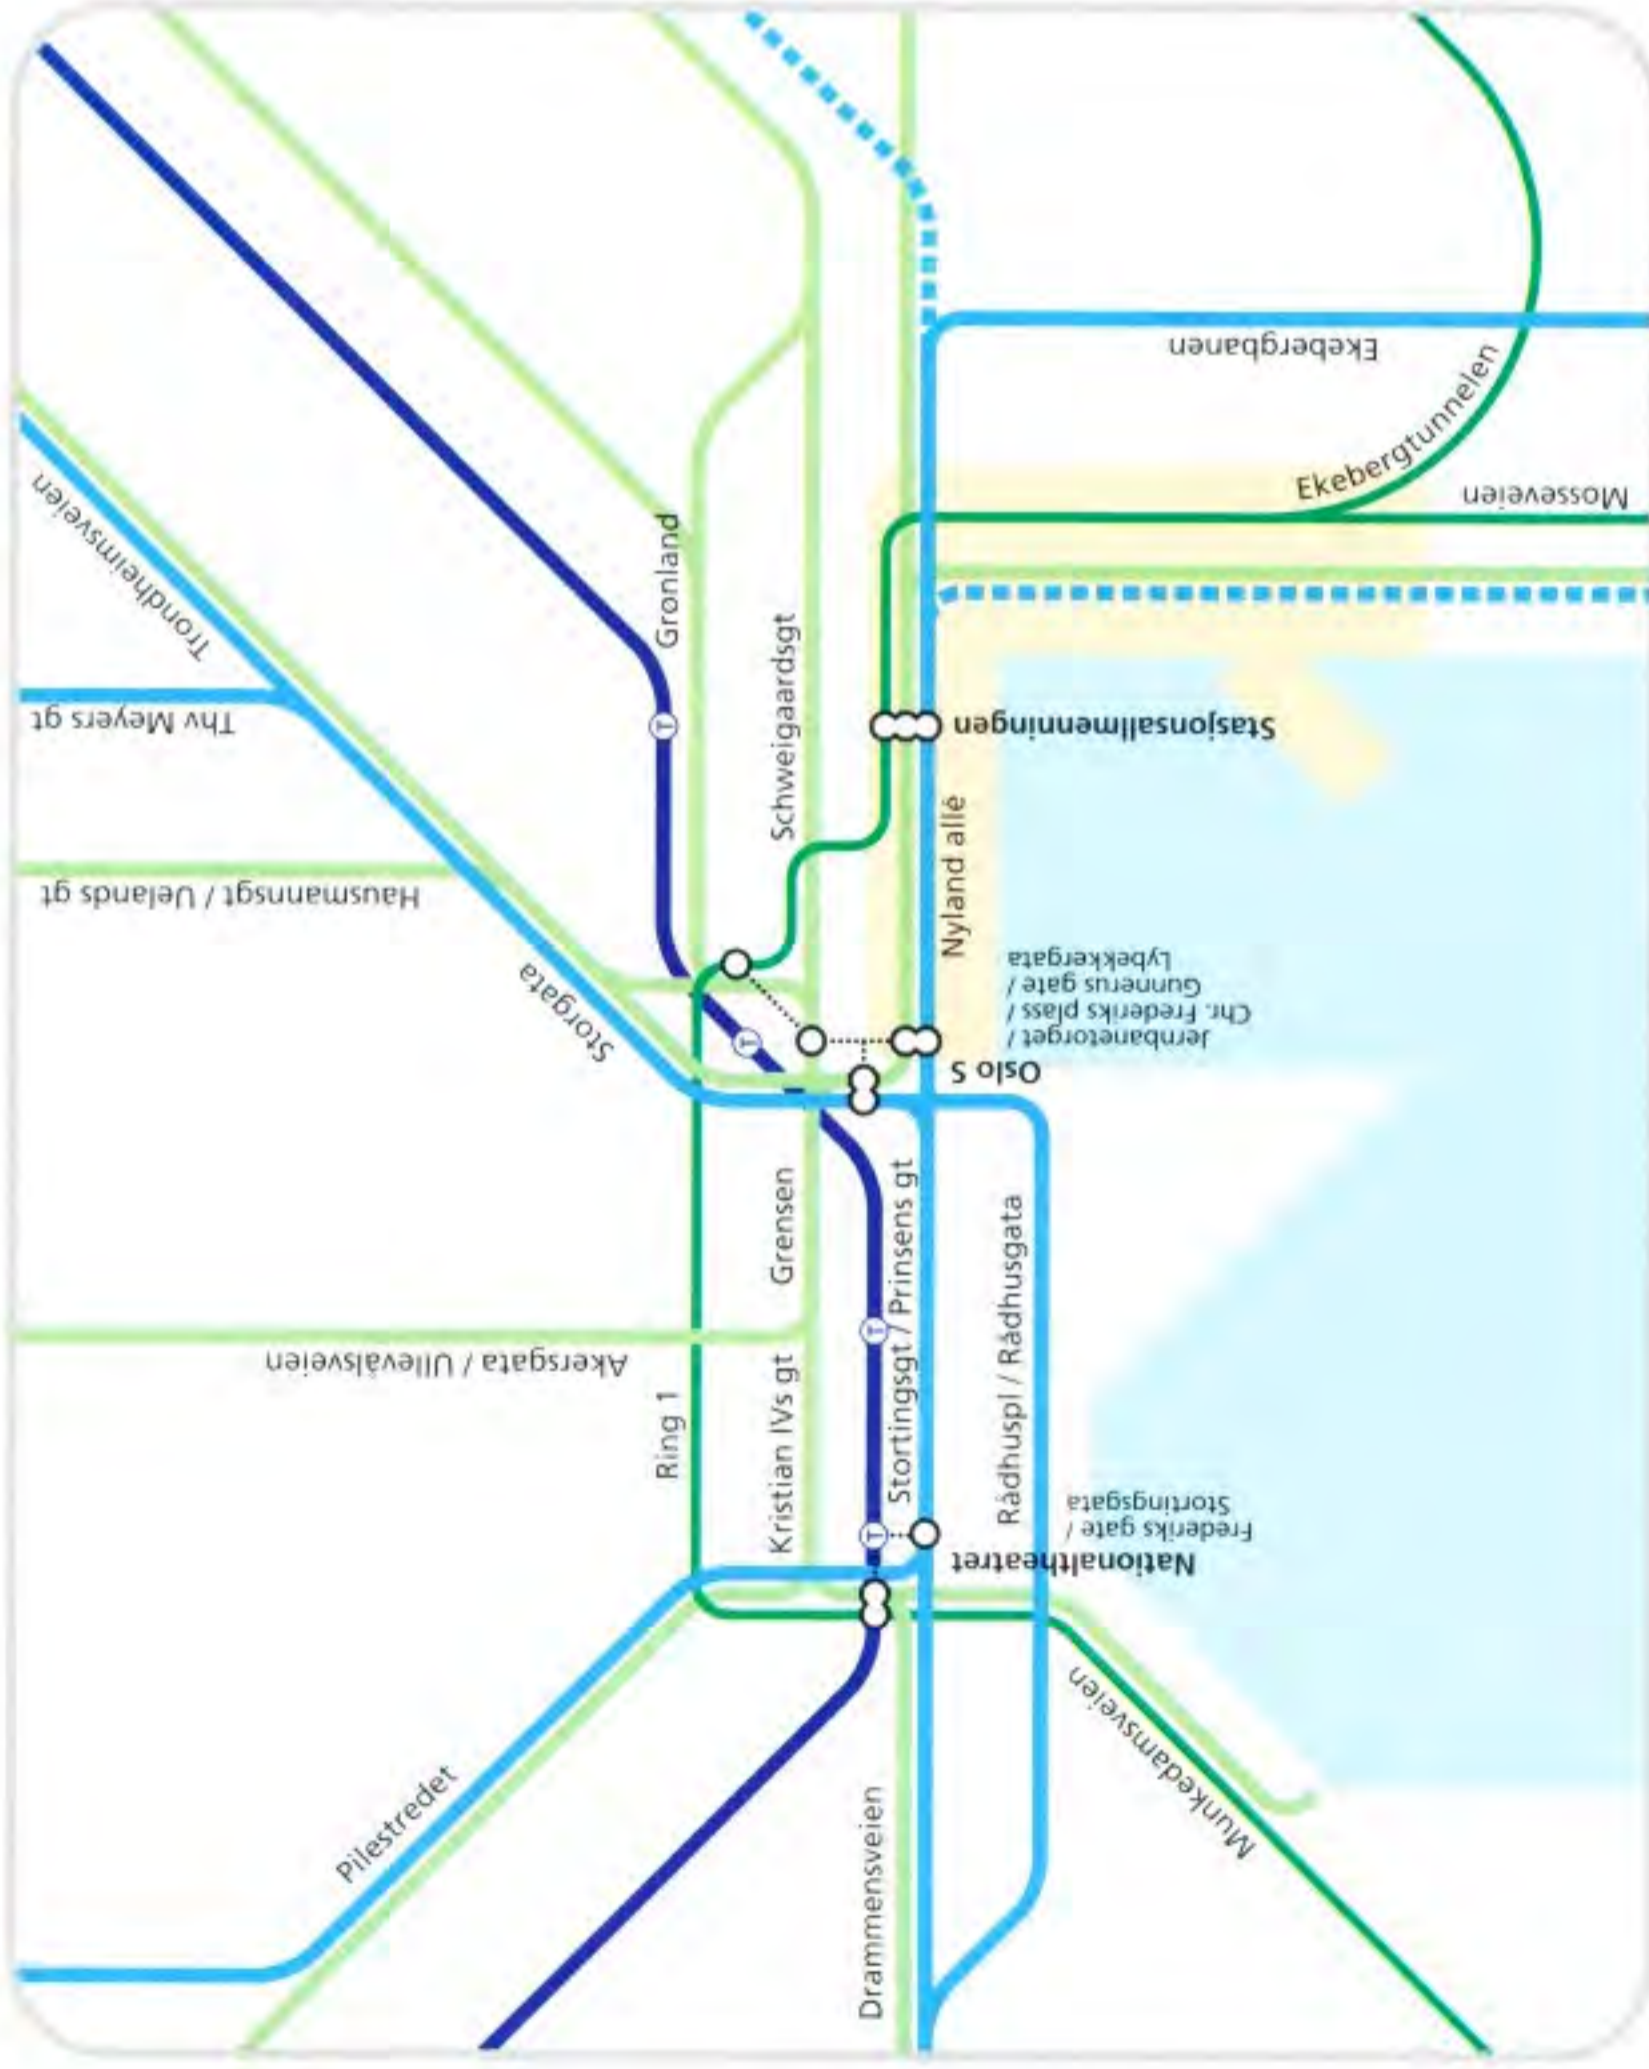 Pilestredet
Akersgata / Ullevålsveien
Hausmannsgt / Uelands gt
Thv Meyers gt
Trondheimsveien
Storgata
Ring 1
Gronland
Kristian IVs gt
Grensen
Schweigaardsgt
Drammensveien
Stortingsgt / Prinsens gt
Nyland allé
Rådhuspl / Rådhusgata
Nationaltheatret
Frederiks gate /
Stortingsgata
Oslo S
Jernbanetorget /
Chr. Frederiks plass /
Gunnerus gate /
Lybekkergata
Stasjonsallmenningen
Munkedamsveien
Ekebergbanen
Ekebergtunnelen
Mosseveien
T
T
T
T